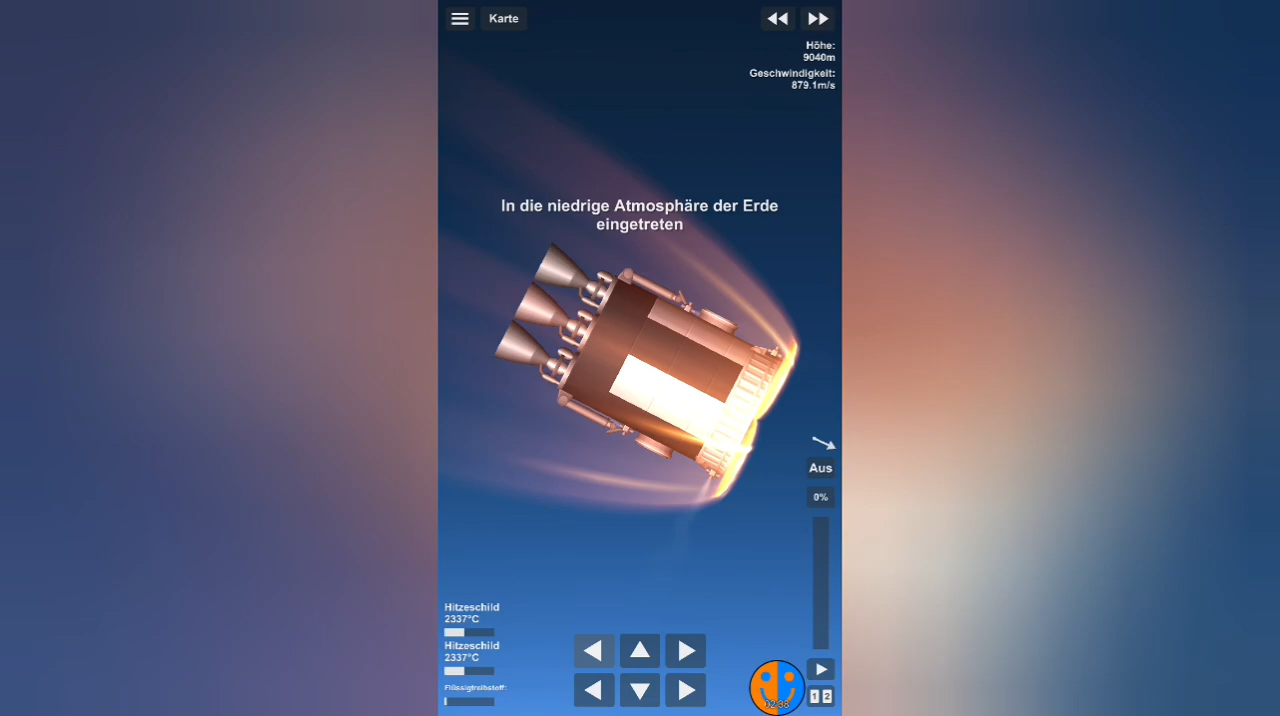 Karte
Höhe:
9040m
Geschwindigkeit:
879.1m/s
In die niedrige Atmosphäre der Erde
eingetreten
Aus
0%
Hitzeschild
2337°C
Hitzeschild
2337°C
Flüssigtreibstoff:
02:38
1 2